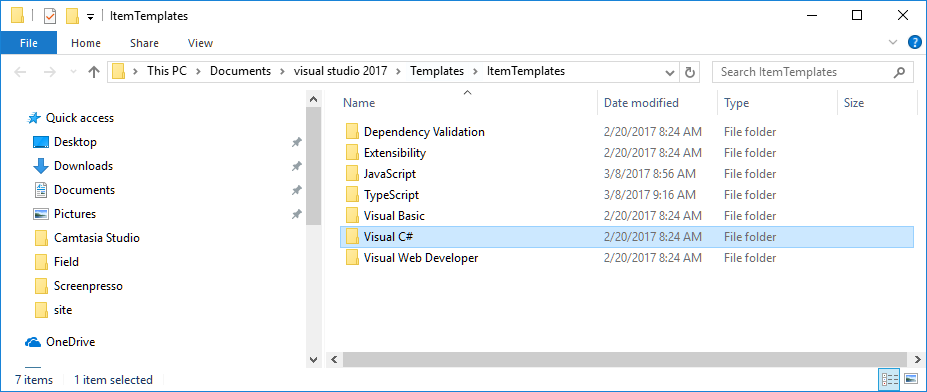 ItemTemplates
File Home Share View
This PC > Documents > visual studio 2017 > Templates > ItemTemplates Search ItemTemplates
Name Date modified Type Size
Quick access
Desktop
Downloads
Documents
Pictures
Camtasia Studio
Field
Screenpresso
site
OneDrive
Dependency Validation 2/20/2017 8:24 AM File folder
Extensibility 2/20/2017 8:24 AM File folder
JavaScript 3/8/2017 8:56 AM File folder
TypeScript 3/8/2017 9:16 AM File folder
Visual Basic 2/20/2017 8:24 AM File folder
Visual C# 2/20/2017 8:24 AM File folder
Visual Web Developer 2/20/2017 8:24 AM File folder
7 items 1 item selected